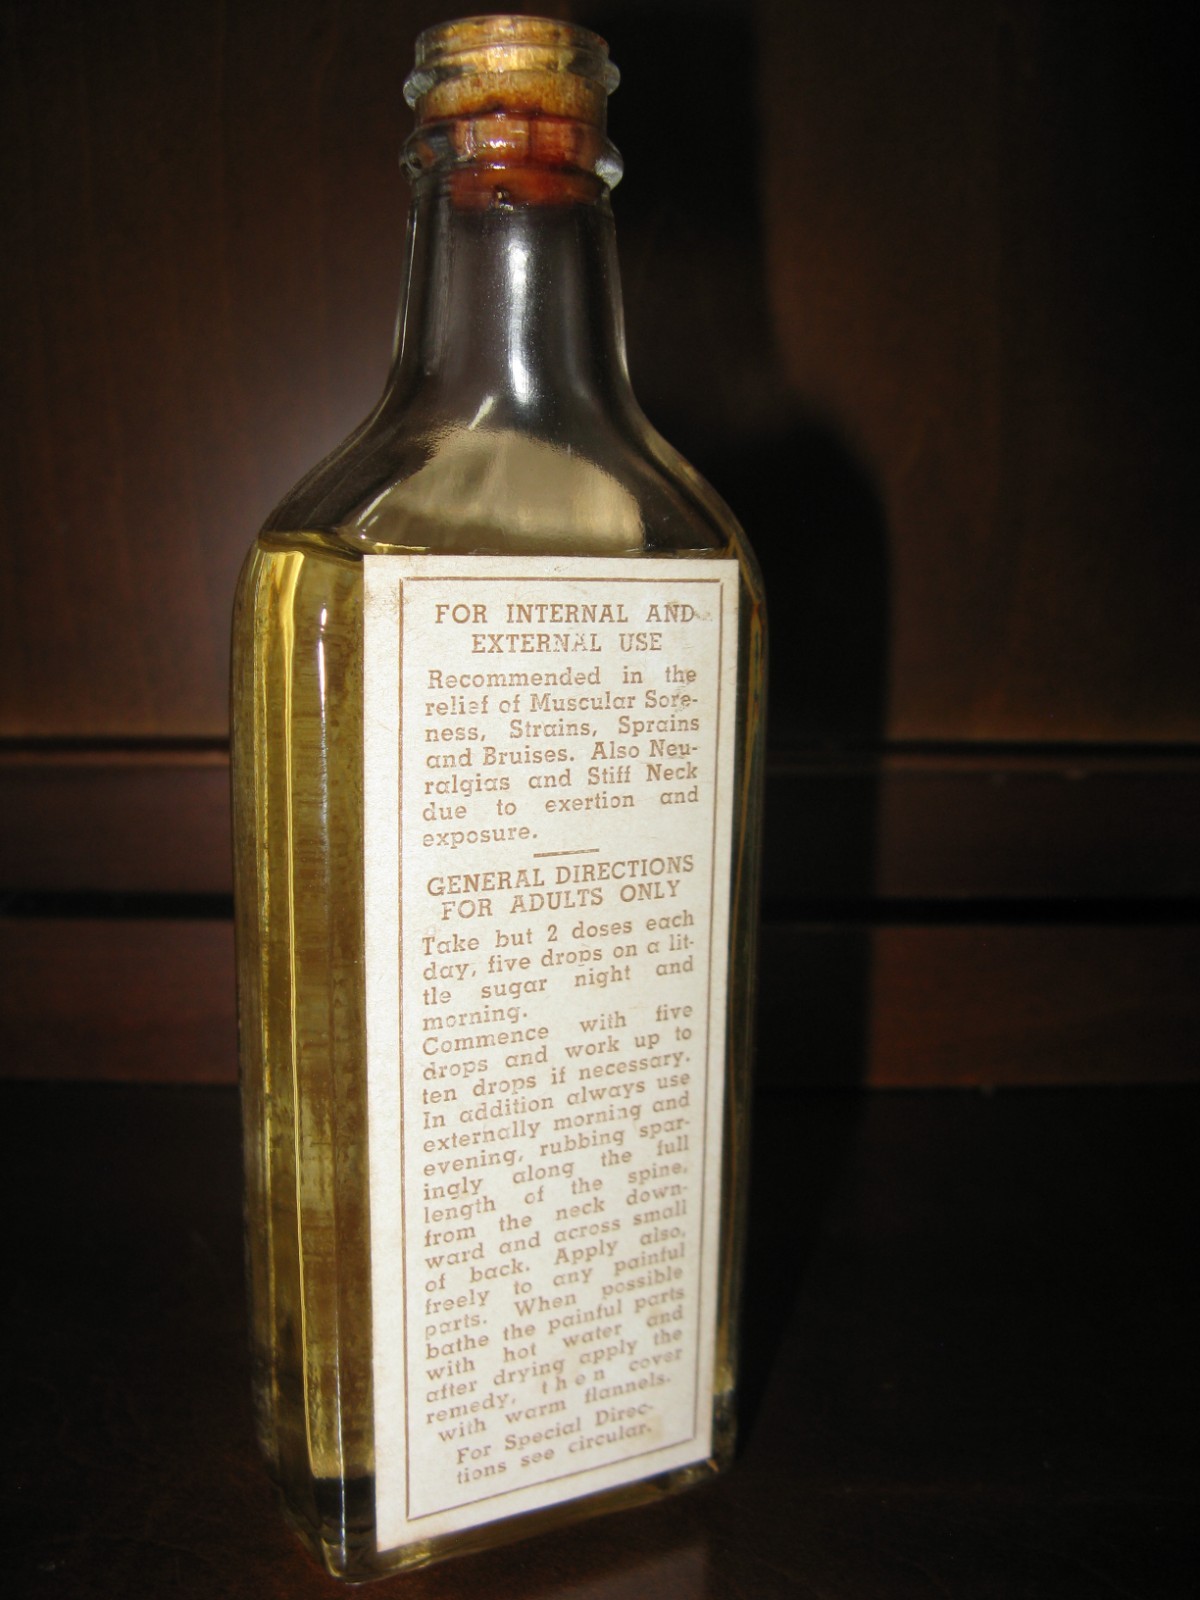 FOR INTERNAL AND
EXTERNAL USE
Recommended in the
relief of Muscular Sore-
ness, Strains, Sprains
and Bruises. Also Neu-
ralgias and Stiff Neck
due to exertion and
exposure.
GENERAL DIRECTIONS
FOR ADULTS ONLY
Take but 2 doses each
day, five drops on a lit-
tle sugar night and
morning.
Commence with five
drops and work up to
ten drops if necessary.
In addition always use
externally morning and
evening, rubbing spar-
ingly along the full
length of the spine,
from the neck down-
ward and across small
of back. Apply also,
freely to any painful
parts. When possible
bathe the painful parts
with hot water and
after drying apply the
remedy, then cover
with warm flannels.
For Special Direc-
tions see circular.